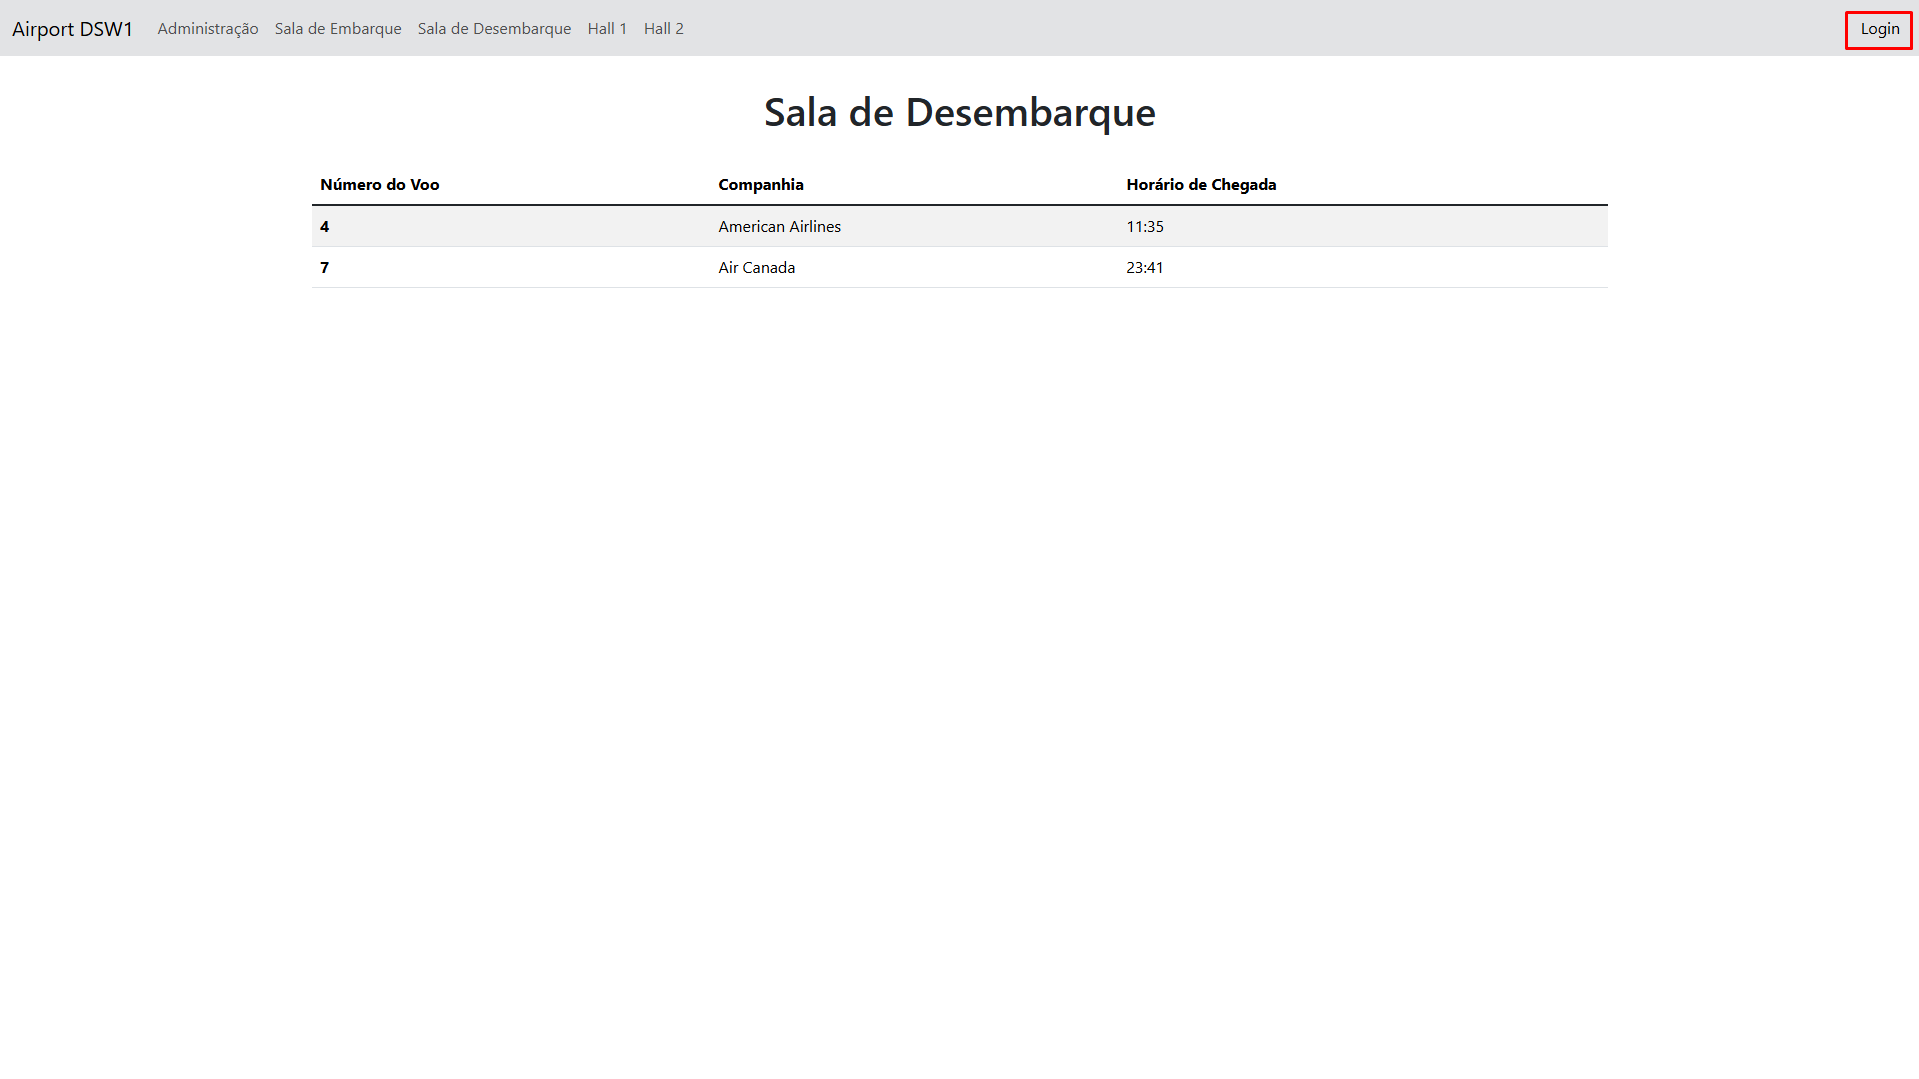 Airport DSW1 Administração Sala de Embarque Sala de Desembarque Hall 1 Hall 2 Login
Sala de Desembarque
Número do Voo Companhia Horário de Chegada
4 American Airlines 11:35
7 Air Canada 23:41